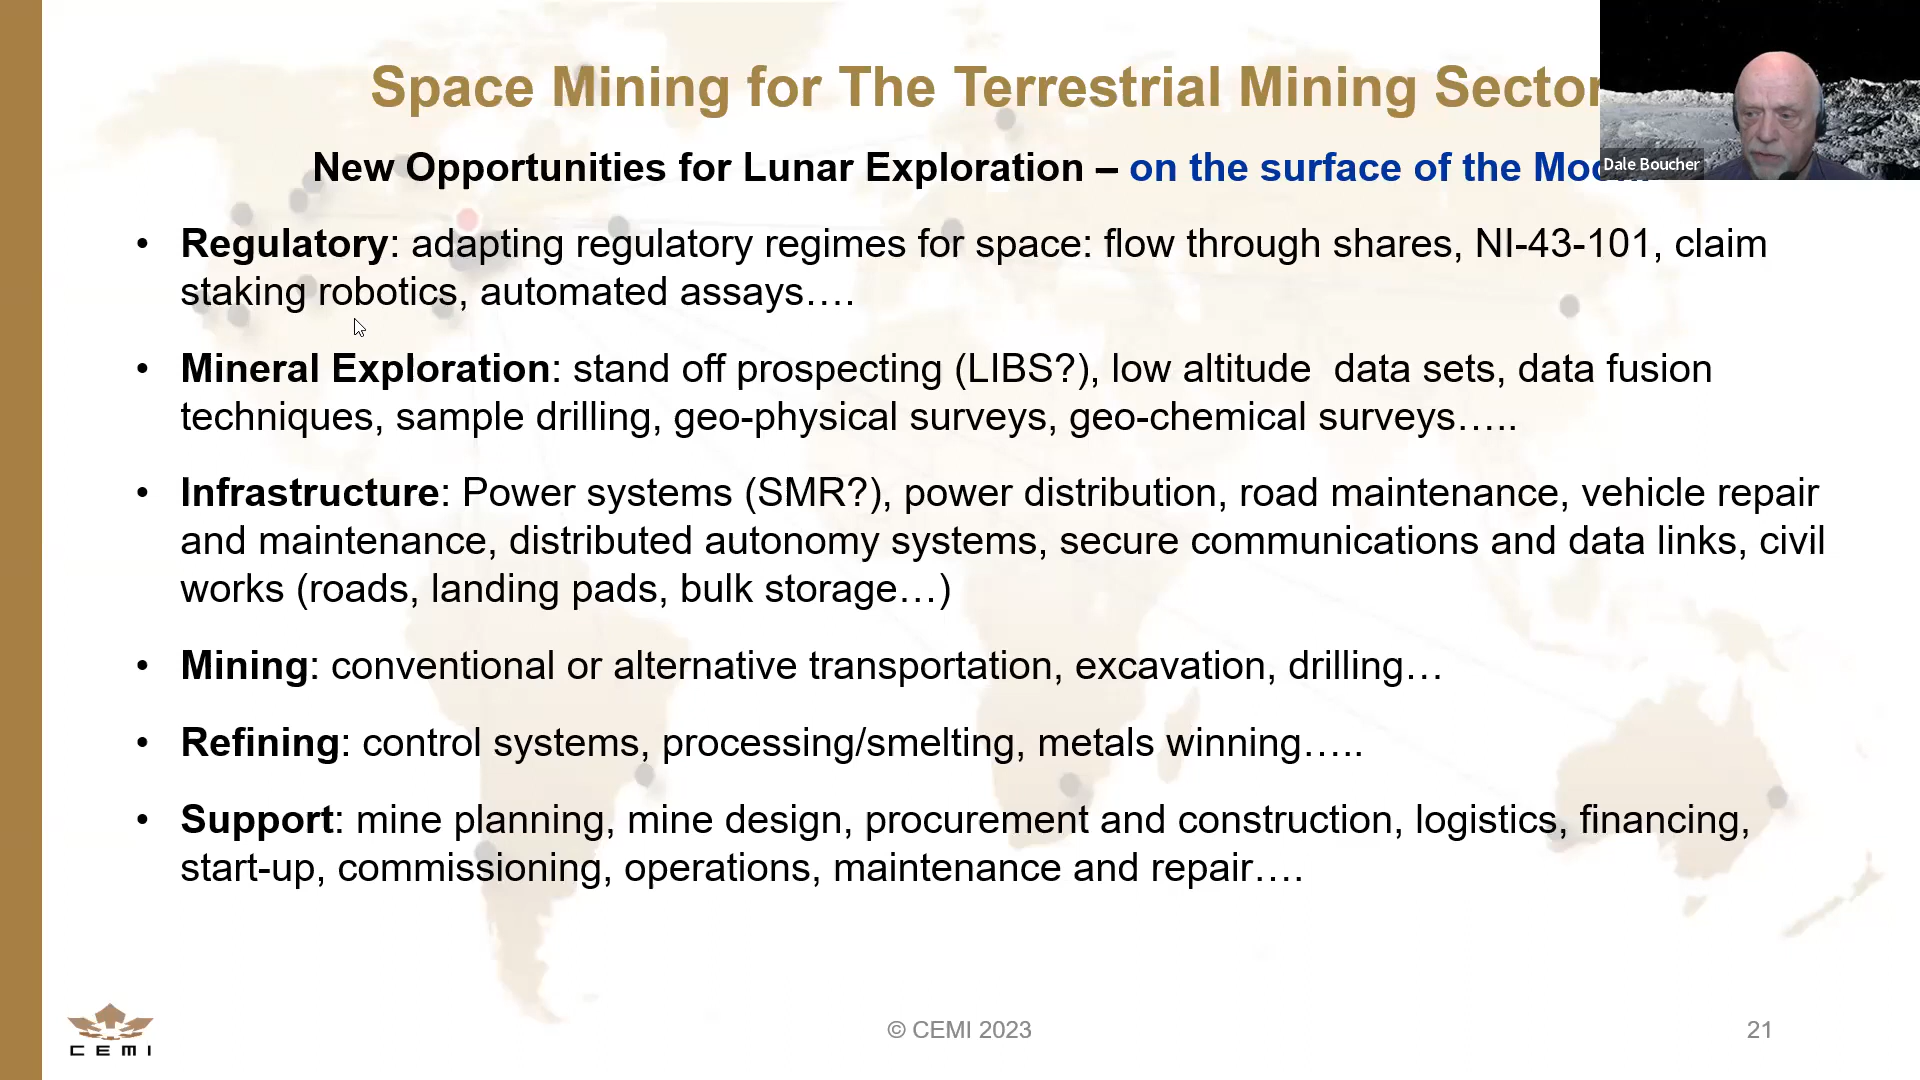 Space Mining for The Terrestrial Mining Sector
New Opportunities for Lunar Exploration – on the surface of the
Dale Boucher
• Regulatory: adapting regulatory regimes for space: flow through shares, NI-43-101, claim
staking robotics, automated assays….
• Mineral Exploration: stand off prospecting (LIBS?), low altitude data sets, data fusion
techniques, sample drilling, geo-physical surveys, geo-chemical surveys…..
• Infrastructure: Power systems (SMR?), power distribution, road maintenance, vehicle repair
and maintenance, distributed autonomy systems, secure communications and data links, civil
works (roads, landing pads, bulk storage…)
• Mining: conventional or alternative transportation, excavation, drilling…
• Refining: control systems, processing/smelting, metals winning…..
• Support: mine planning, mine design, procurement and construction, logistics, financing,
start-up, commissioning, operations, maintenance and repair….
CEMI
© CEMI 2023
21